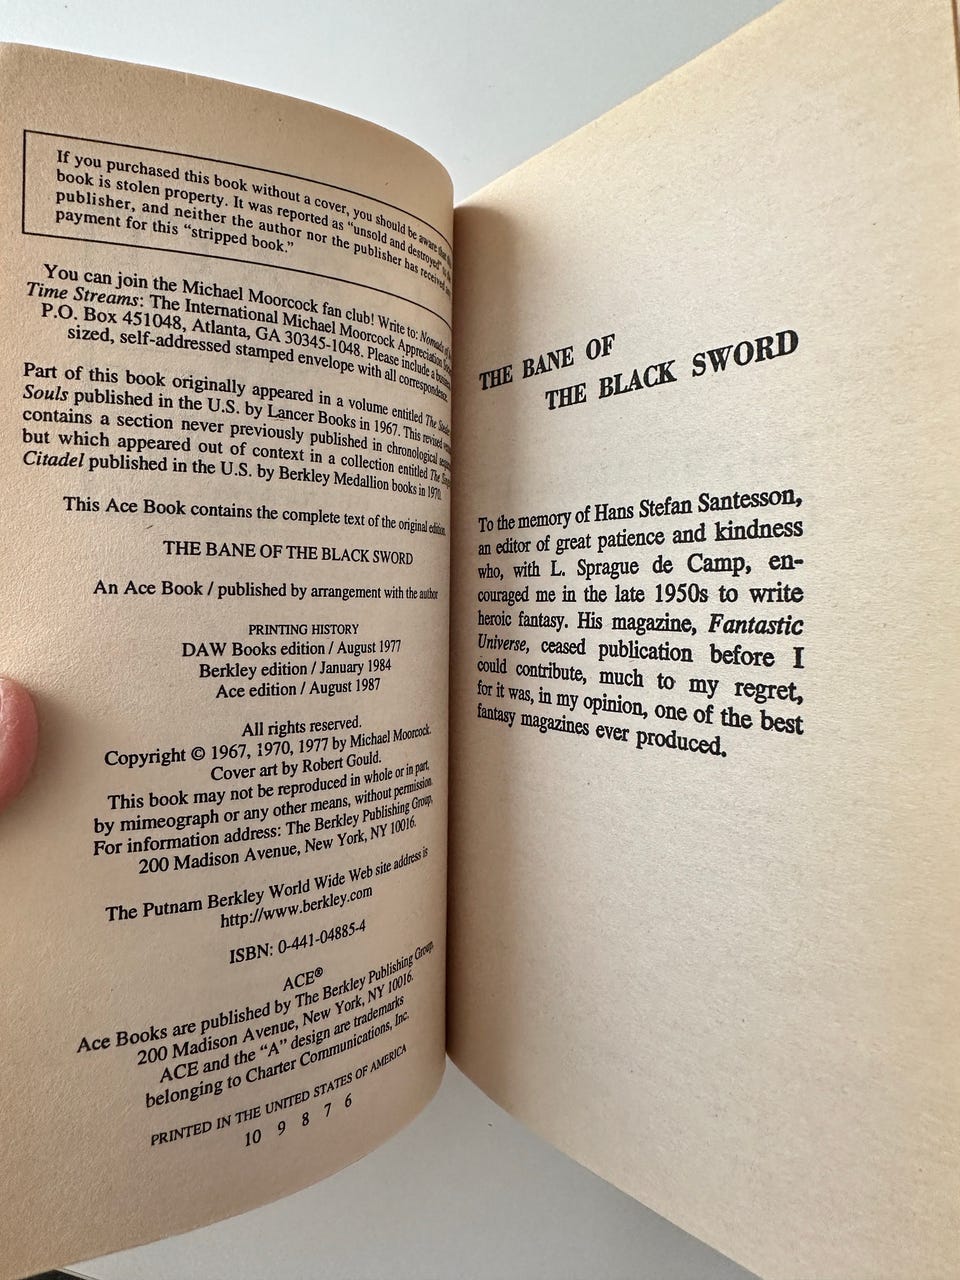 If you purchased this book without a cover, you should be aware that this
book is stolen property. It was reported as "unsold and destroyed" to the
publisher, and neither the author nor the publisher has received any
payment for this "stripped book."
You can join the Michael Moorcock fan club! Write to: Nomads of
Time Streams: The International Michael Moorcock Appreciation
P.O. Box 451048, Atlanta, GA 30345-1048. Please include a business
sized, self-addressed stamped envelope with all correspondence.
Part of this book originally appeared in a volume entitled The Stealer
Souls published in the U.S. by Lancer Books in 1967. This revised
contains a section never previously published in chronological
but which appeared out of context in a collection entitled The
Citadel published in the U.S. by Berkley Medallion books in 1970.
This Ace Book contains the complete text of the original edition.
THE BANE OF THE BLACK SWORD
An Ace Book / published by arrangement with the author
PRINTING HISTORY
DAW Books edition / August 1977
Berkley edition / January 1984
Ace edition / August 1987
All rights reserved.
Copyright © 1967, 1970, 1977 by Michael Moorcock.
Cover art by Robert Gould.
This book may not be reproduced in whole or in part,
by mimeograph or any other means, without permission.
For information address: The Berkley Publishing Group,
200 Madison Avenue, New York, NY 10016.
The Putnam Berkley World Wide Web site address is
http://www.berkley.com
ISBN: 0-441-04885-4
ACE®
Ace Books are published by The Berkley Publishing Group,
200 Madison Avenue, New York, NY 10016.
ACE and the "A" design are trademarks
belonging to Charter Communications, Inc.
PRINTED IN THE UNITED STATES OF AMERICA
10 9 8 7 6
THE BANE OF
THE BLACK SWORD
To the memory of Hans Stefan Santesson,
an editor of great patience and kindness
who, with L. Sprague de Camp, en-
couraged me in the late 1950s to write
heroic fantasy. His magazine, Fantastic
Universe, ceased publication before I
could contribute, much to my regret,
for it was, in my opinion, one of the best
fantasy magazines ever produced.